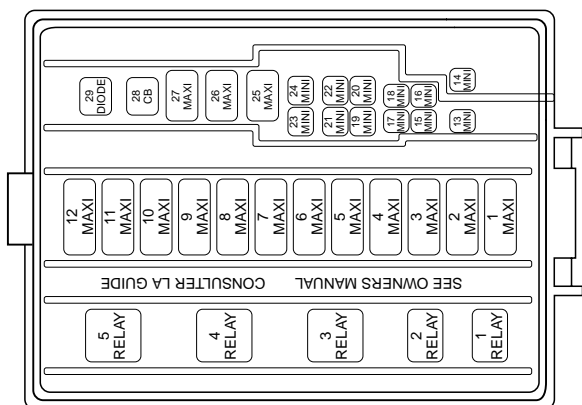 29
DIODE
28
CB
27
MAXI
26
MAXI
25
MAXI
24
MINI
22
MINI
20
MINI
18
MINI
16
MINI
14
MINI
23
MINI
21
MINI
19
MINI
17
MINI
15
MINI
13
MINI
12
MAXI
11
MAXI
10
MAXI
9
MAXI
8
MAXI
7
MAXI
6
MAXI
5
MAXI
4
MAXI
3
MAXI
2
MAXI
1
MAXI
SEE OWNERS MANUAL CONSULTER LA GUIDE
5
RELAY
4
RELAY
3
RELAY
2
RELAY
1
RELAY